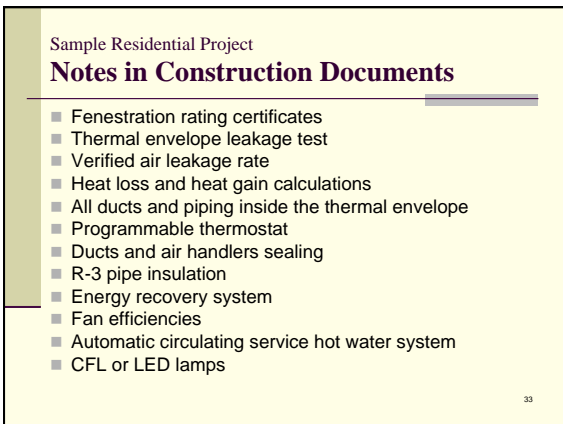 Sample Residential Project
Notes in Construction Documents
Fenestration rating certificates
Thermal envelope leakage test
Verified air leakage rate
Heat loss and heat gain calculations
All ducts and piping inside the thermal envelope
Programmable thermostat
Ducts and air handlers sealing
R-3 pipe insulation
Energy recovery system
Fan efficiencies
Automatic circulating service hot water system
CFL or LED lamps
33